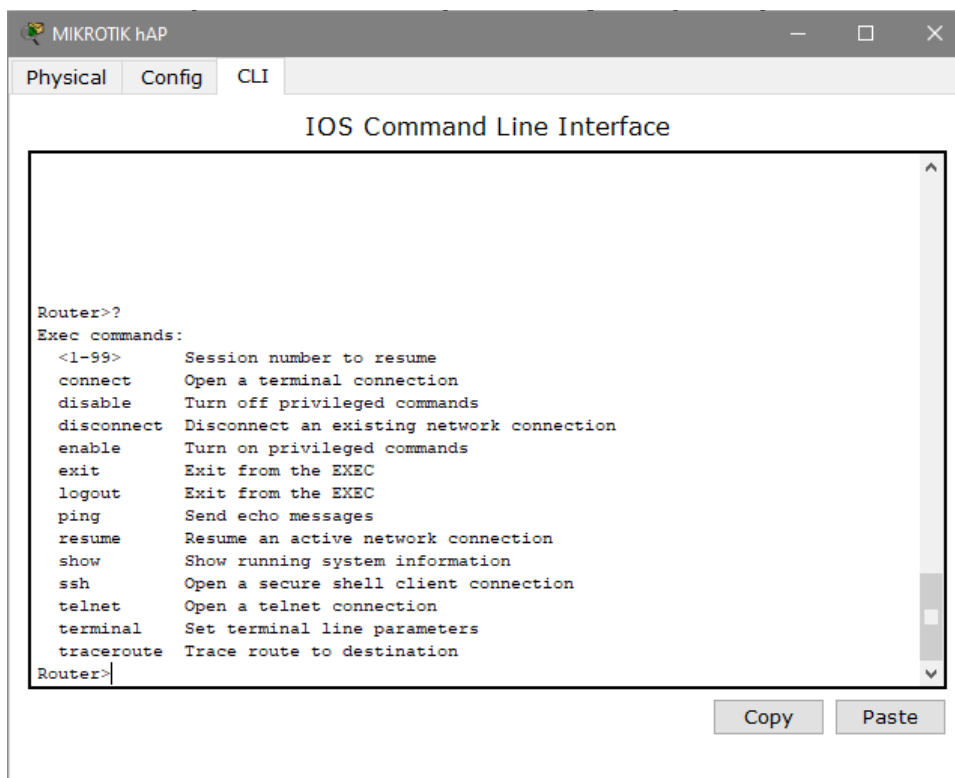 MIKROTIK hAP
Physical Config CLI
IOS Command Line Interface
Router>?
Exec commands:
<1-99> Session number to resume
connect Open a terminal connection
disable Turn off privileged commands
disconnect Disconnect an existing network connection
enable Turn on privileged commands
exit Exit from the EXEC
logout Exit from the EXEC
ping Send echo messages
resume Resume an active network connection
show Show running system information
ssh Open a secure shell client connection
telnet Open a telnet connection
terminal Set terminal line parameters
traceroute Trace route to destination
Router>
Copy Paste